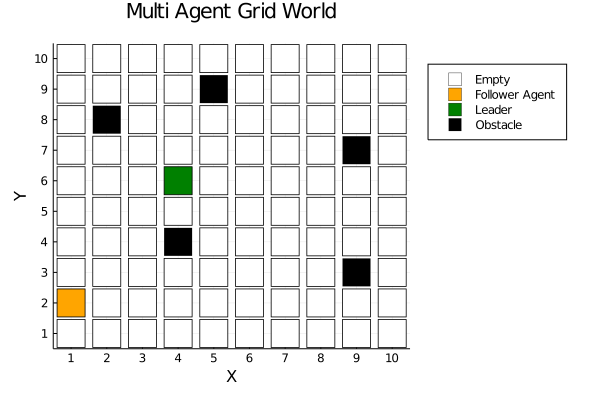 Multi Agent Grid World
10
9
8
7
6
5
4
3
2
1
Y
1 2 3 4 5 6 7 8 9 10
X
Empty
Follower Agent
Leader
Obstacle